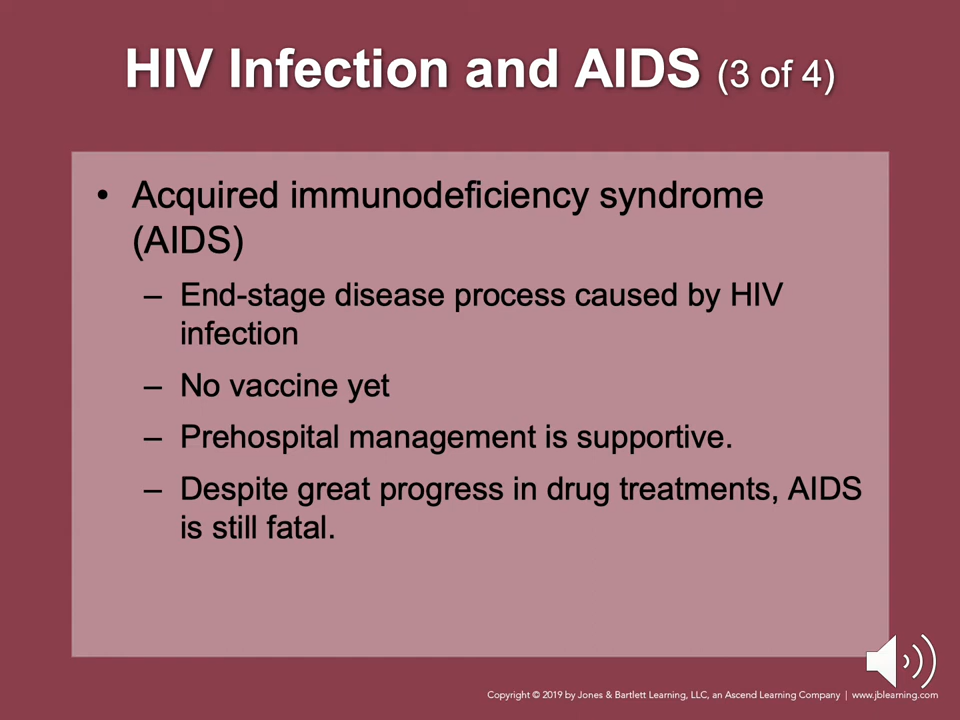 HIV Infection and AIDS (3 of 4)
• Acquired immunodeficiency syndrome
(AIDS)
– End-stage disease process caused by HIV
infection
– No vaccine yet
– Prehospital management is supportive.
– Despite great progress in drug treatments, AIDS
is still fatal.
Copyright © 2019 by Jones & Bartlett Learning, LLC, an Ascend Learning Company | www.jblearning.com